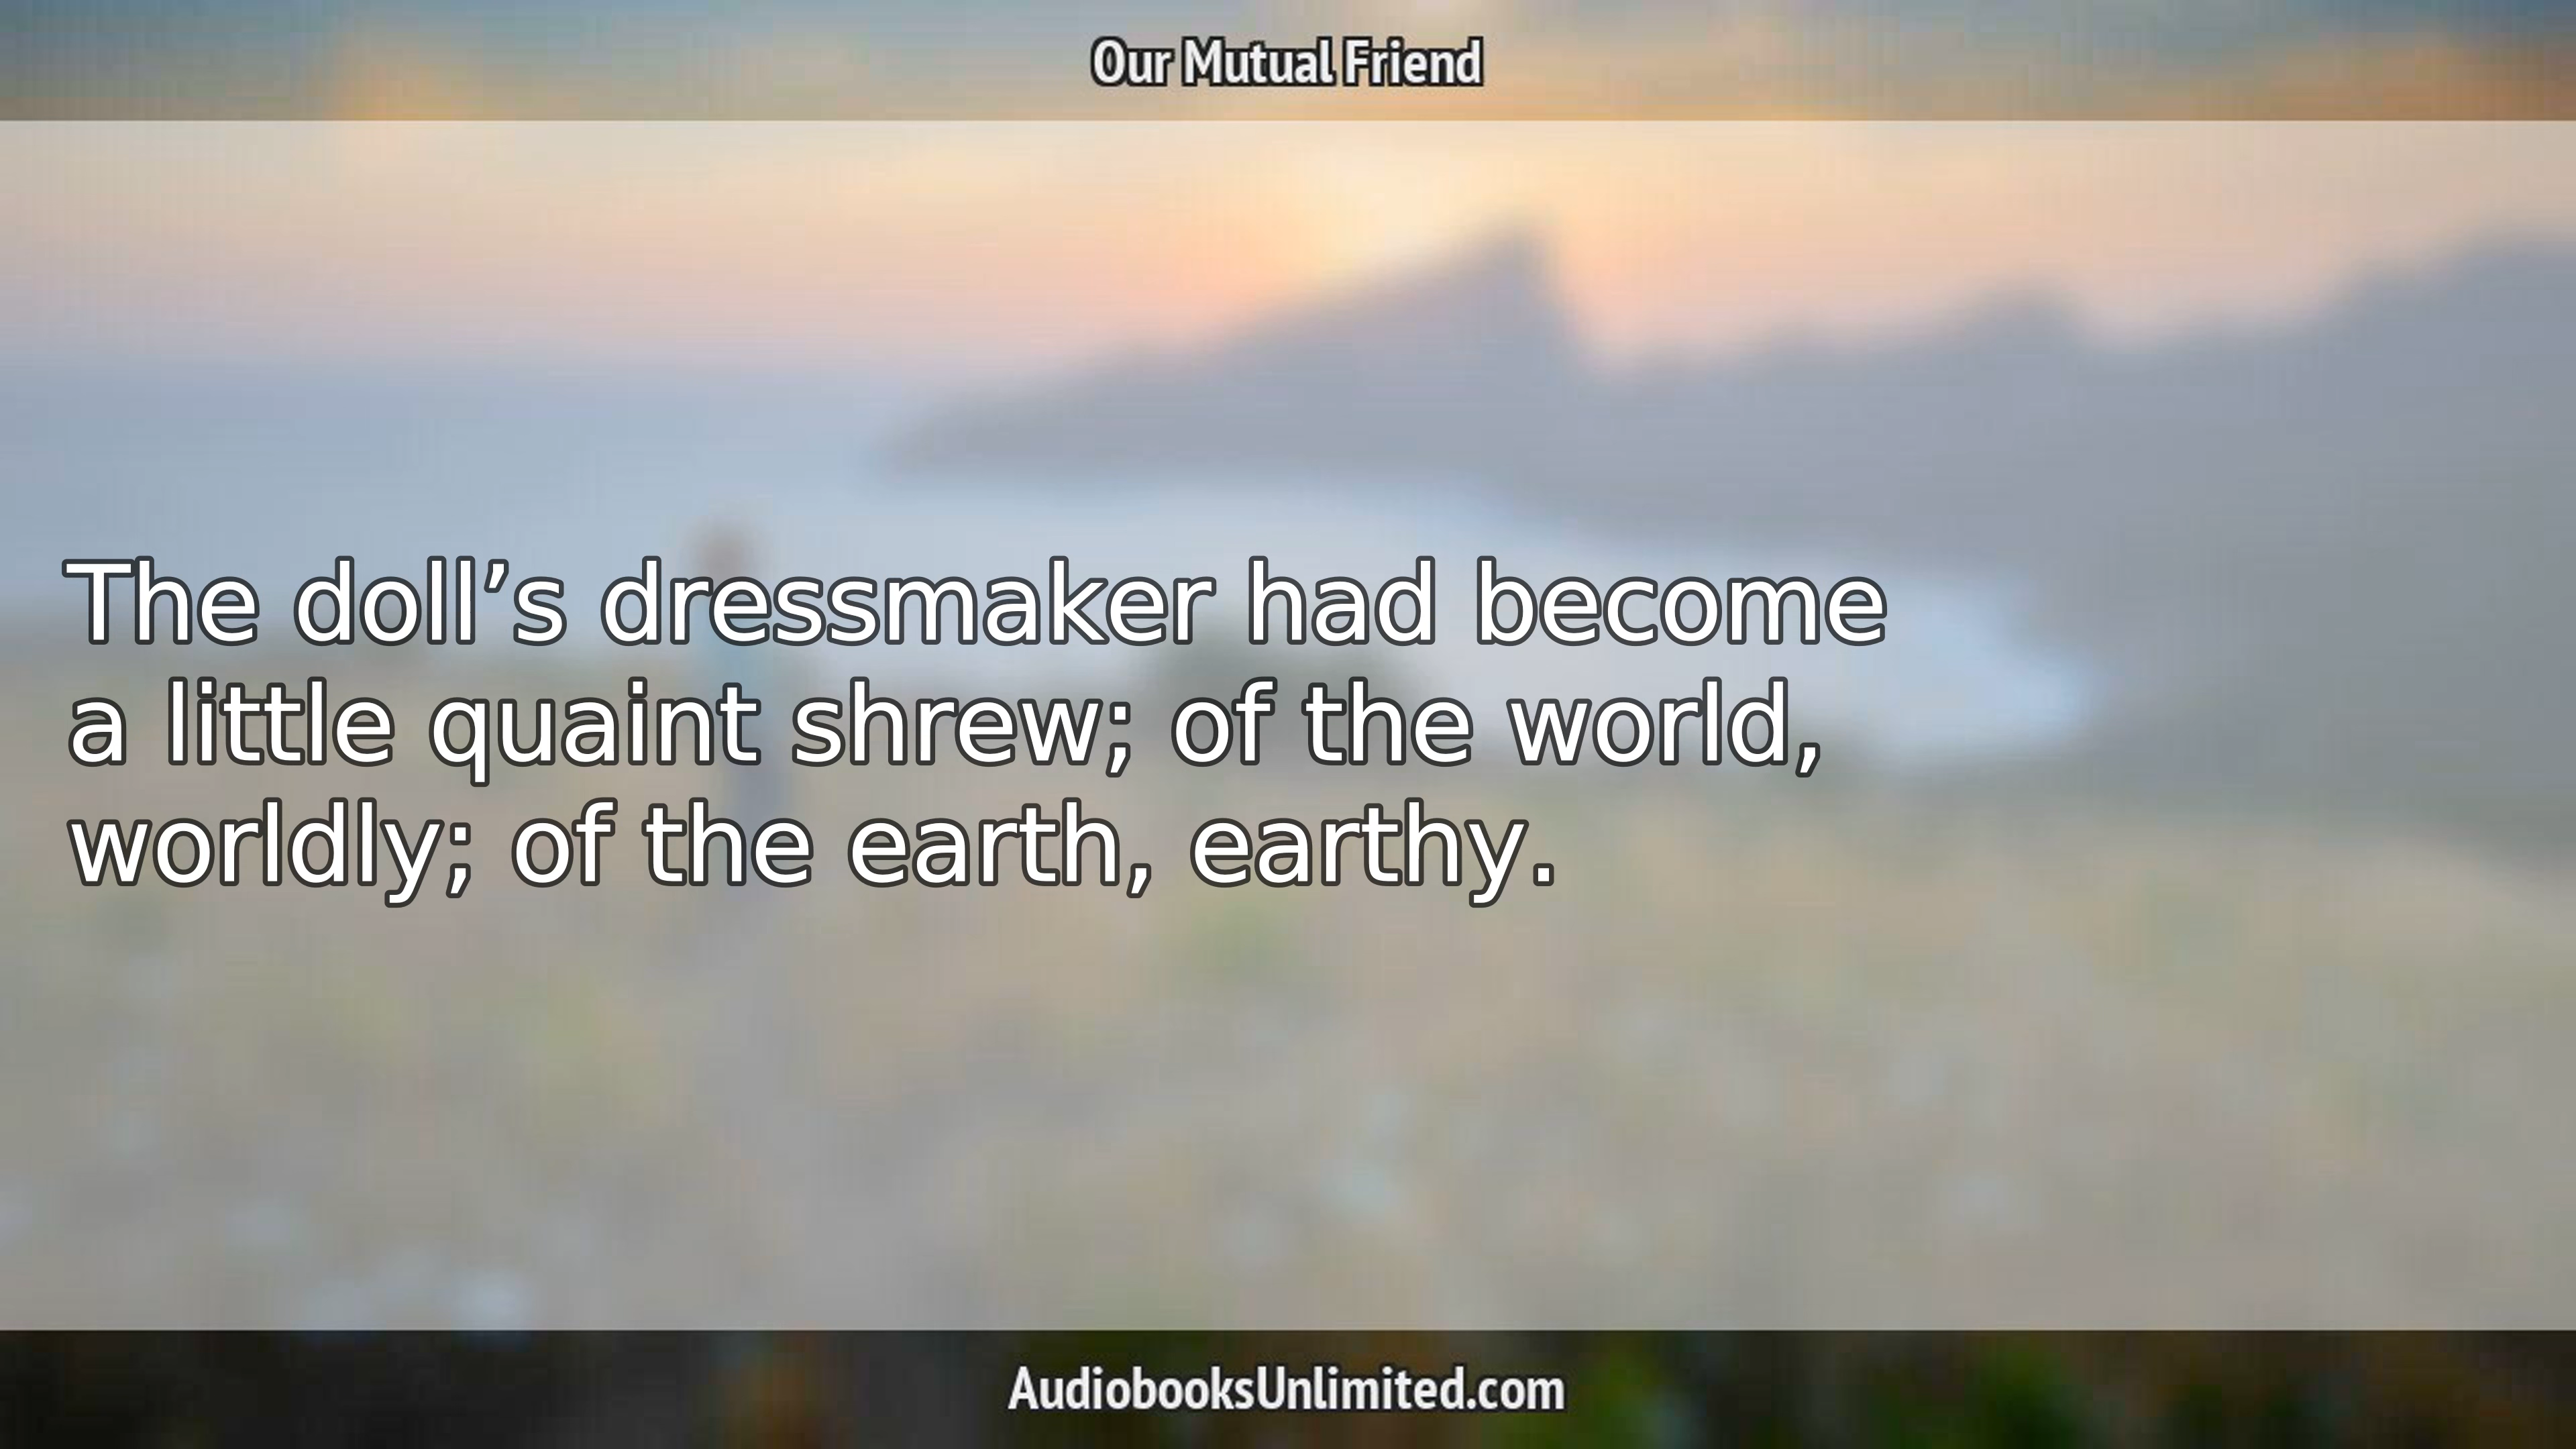 Our Mutual Friend
The doll’s dressmaker had become
a little quaint shrew; of the world,
worldly; of the earth, earthy.
AudiobooksUnlimited.com